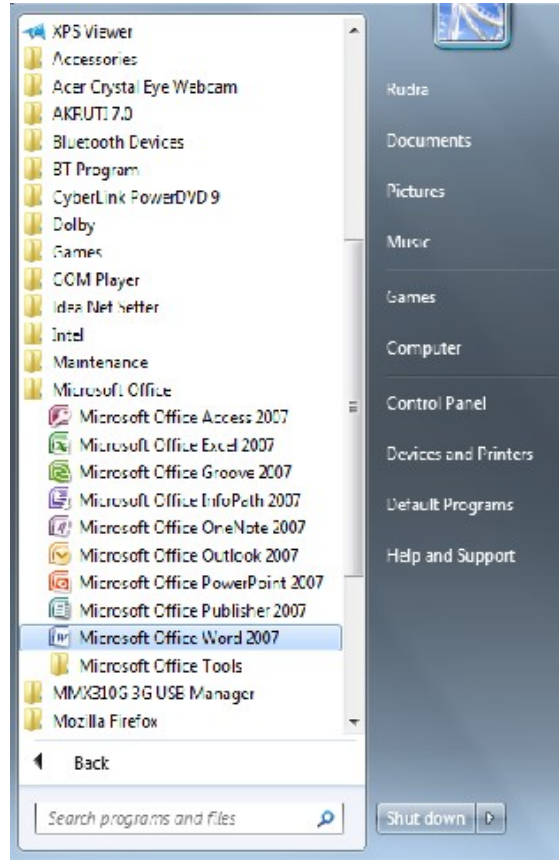 XPS Viewer
Accessories
Acer Crystal Eye Webcam
AKRUTI 7.0
Bluetooth Devices
BT Program
CyberLink PowerDVD 9
Dolby
Games
GOM Player
Idea Net Setter
Intel
Maintenance
Microsoft Office
Microsoft Office Access 2007
Microsoft Office Excel 2007
Microsoft Office Groove 2007
Microsoft Office InfoPath 2007
Microsoft Office OneNote 2007
Microsoft Office Outlook 2007
Microsoft Office PowerPoint 2007
Microsoft Office Publisher 2007
Microsoft Office Word 2007
Microsoft Office Tools
MMX310G 3G USB Manager
Mozilla Firefox
Back
Search programs and files
Rudra
Documents
Pictures
Music
Games
Computer
Control Panel
Devices and Printers
Default Programs
Help and Support
Shut down